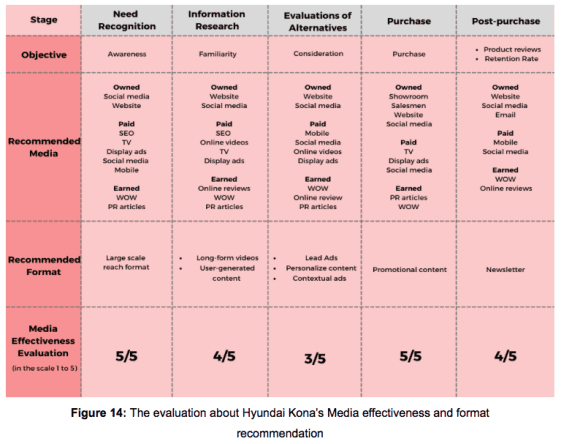 Stage
Need
Recognition
Information
Research
Evaluations of
Alternatives
Purchase
Post-purchase
Objective
Awareness
Familiarity
Consideration
Purchase
• Product reviews
• Retention Rate
Recommended
Media
Owned
Social media
Website
Paid
SEO
TV
Display ads
Social media
Mobile
Earned
WOW
PR articles
Owned
Website
Social media
Paid
SEO
Online videos
TV
Display ads
Earned
Online reviews
WOW
PR articles
Owned
Website
Social media
Paid
Mobile
Social media
Online videos
Display ads
Earned
WOW
Online review
PR articles
Owned
Showroom
Salesmen
Website
Social media
Paid
TV
Display ads
Social media
Earned
PR articles
WOW
Owned
Website
Social media
Email
Paid
Mobile
Social media
Earned
WOW
Online reviews
Recommended
Format
Large scale
reach format
• Long-form videos
• User-generated
content
• Lead Ads
• Personalize content
• Contextual ads
Promotional content
Newsletter
Media
Effectiveness
Evaluation
(in the scale 1 to 5)
5/5
4/5
3/5
5/5
4/5
Figure 14: The evaluation about Hyundai Kona's Media effectiveness and format
recommendation